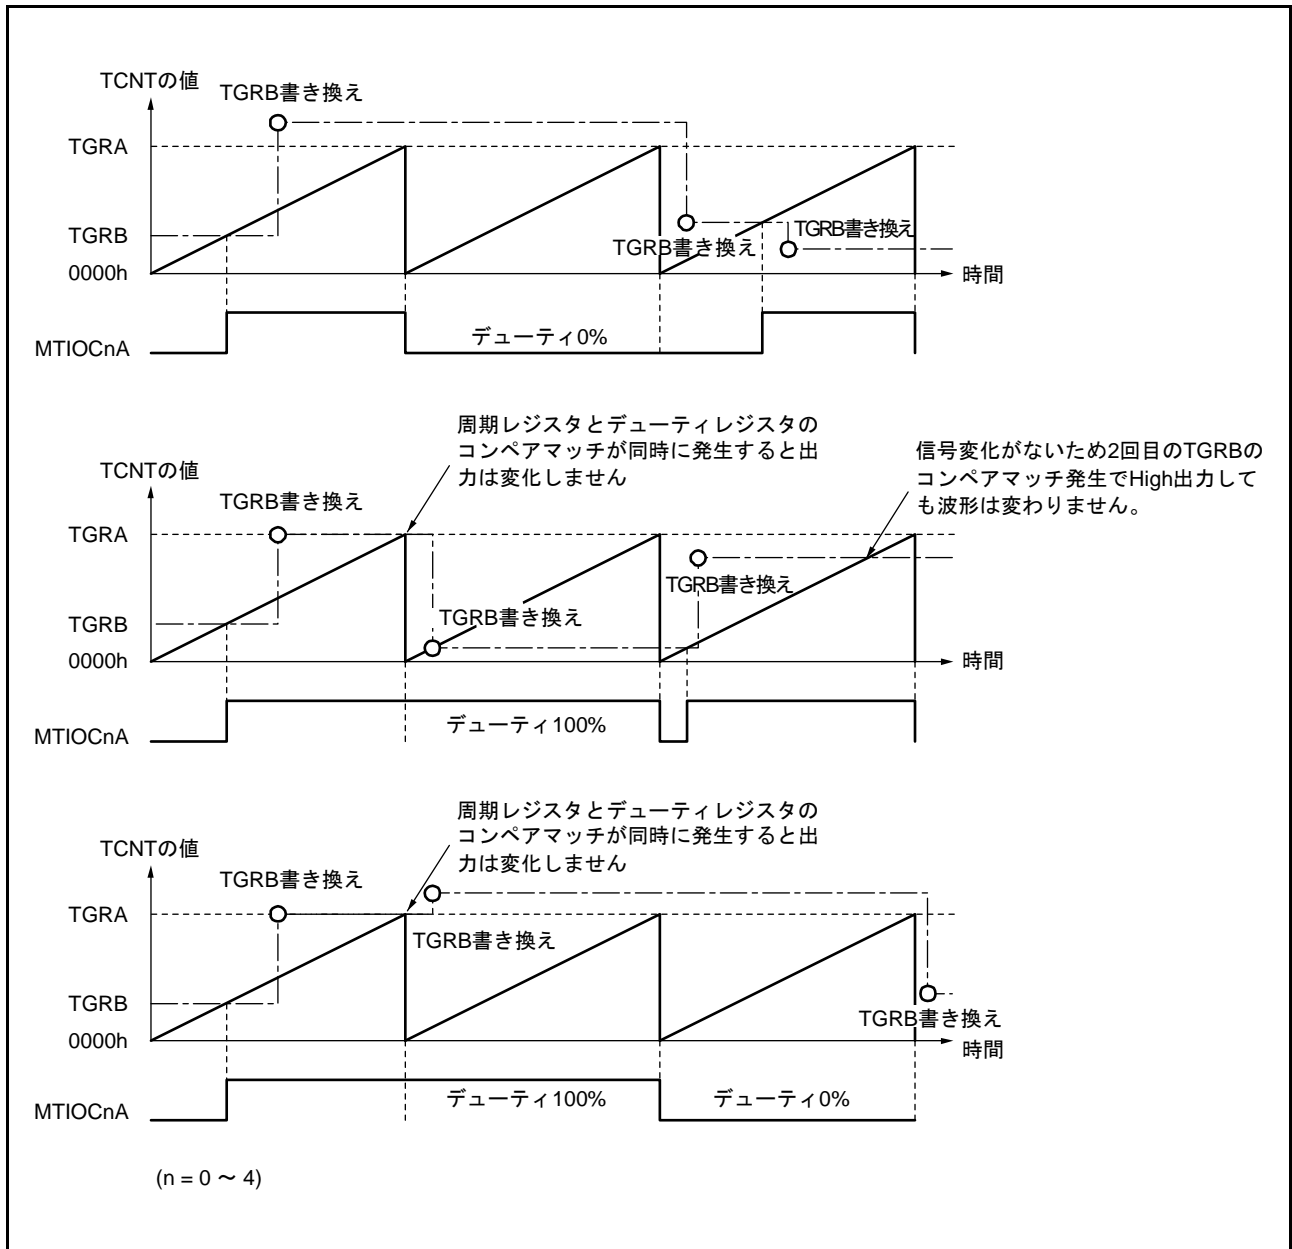 TCNTの値
TGRB書き換え
TGRA
TGRB
TGRB書き換え
TGRB書き換え
0000h
時間
デューティ0%
MTIOCnA
周期レジスタとデューティレジスタの
コンペアマッチが同時に発生すると出
力は変化しません
信号変化がないため2回目のTGRBの
コンペアマッチ発生でHigh出力して
も波形は変わりません。
TCNTの値
TGRB書き換え
TGRA
TGRB書き換え
TGRB書き換え
TGRB
0000h
時間
デューティ100%
MTIOCnA
周期レジスタとデューティレジスタの
コンペアマッチが同時に発生すると出
力は変化しません
TCNTの値
TGRB書き換え
TGRA
TGRB書き換え
TGRB
TGRB書き換え
0000h
時間
デューティ100%
デューティ0%
MTIOCnA
(n = 0 ～ 4)